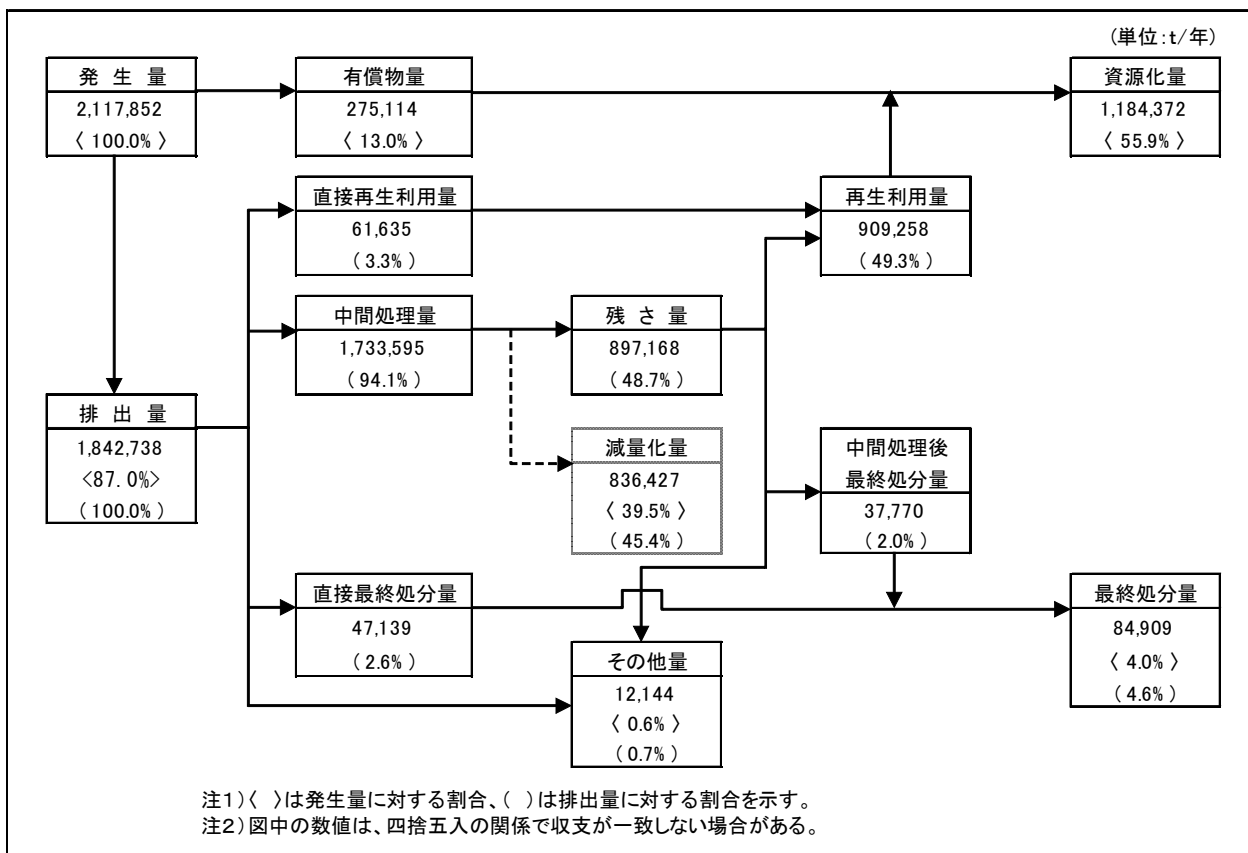 (単位:t/年)
発 生 量
2,117,852
〈 100.0% 〉
有償物量
275,114
〈 13.0% 〉
資源化量
1,184,372
〈 55.9% 〉
直接再生利用量
61,635
( 3.3% )
再生利用量
909,258
( 49.3% )
中間処理量
1,733,595
( 94.1% )
残 さ 量
897,168
( 48.7% )
排 出 量
1,842,738
<87.0%>
( 100.0% )
減量化量
836,427
〈 39.5% 〉
( 45.4% )
中間処理後
最終処分量
37,770
( 2.0% )
直接最終処分量
47,139
( 2.6% )
最終処分量
84,909
〈 4.0% 〉
( 4.6% )
その他量
12,144
〈 0.6% 〉
( 0.7% )
注1)〈 〉は発生量に対する割合、( )は排出量に対する割合を示す。
注2)図中の数値は、四捨五入の関係で収支が一致しない場合がある。